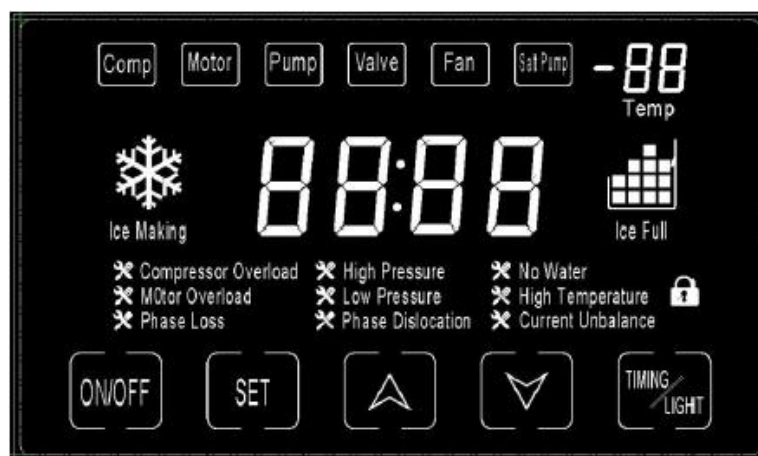 Comp Motor Pump Valve Fan Salt Pump -88
Temp
88:88
Ice Making Ice Full
Compressor Overload High Pressure No Water
M0tor Overload Low Pressure High Temperature
Phase Loss Phase Dislocation Current Unbalance
ON/OFF SET TIMING/LIGHIT